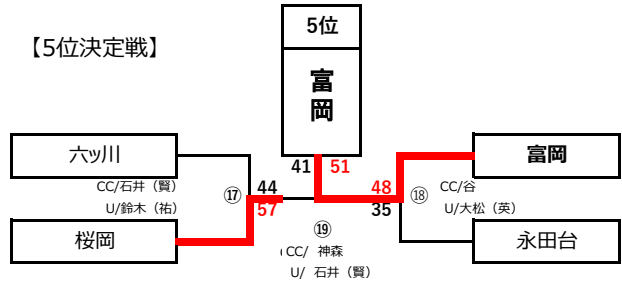 5位
【5位決定戦】
富岡
六ッ川
富岡
41 51
CC/石井（賢）
⑰
44
48
⑱
CC/谷
U/鈴木（祐）
57
35
U/大松（英）
桜岡
⑲
永田台
CC/ 神森
U/ 石井（賢）